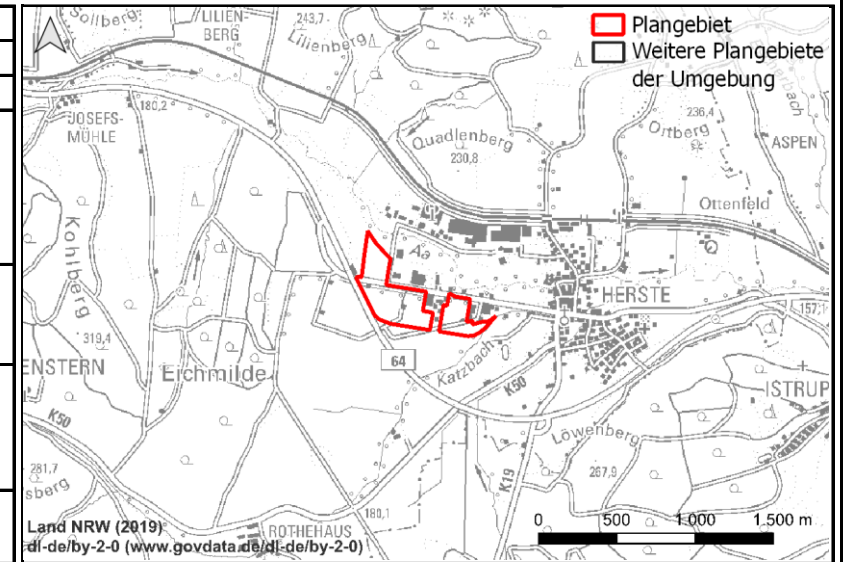 Plangebiet
Weitere Plangebiete
der Umgebung
Sollberg
LILIEN-
BERG
243,7
Lilienberg
180,2
JOSEFS-
MÜHLE
Quadlenberg
230,8
236,4
Ortberg
ASPEN
Ottenfeld
Kohlberg
Aa
HERSTE
157,1
319,4
ENSTERN
Eichmilde
64
Katzbach
K50
ISTRUP
K50
Löwenberg
267,9
281,7
sberg
K19
180,1
ROTHEHAUS
Land NRW (2019)
dl-de/by-2-0 (www.govdata.de/dl-de/by-2-0)
0 500 1.000 1.500 m